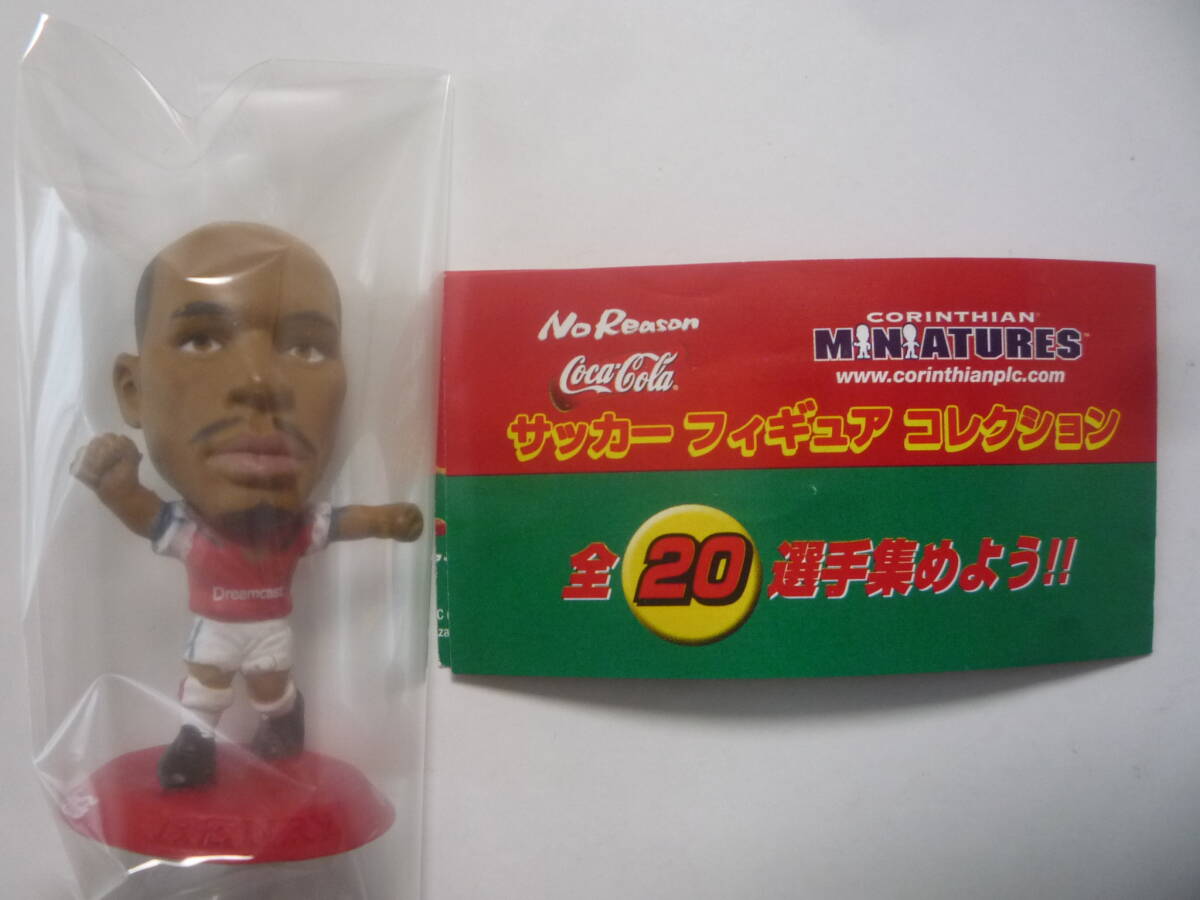 No Reason
Coca-Cola
CORINTHIAN
MINIATURES™
www.corinthianplc.com
サッカー フィギュア コレクション
全20選手集めよう!!
Dreamcast